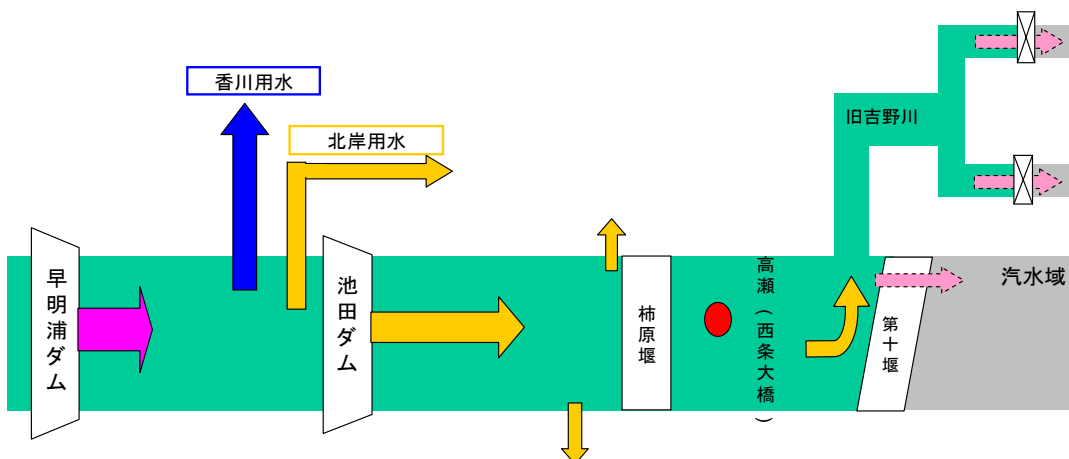 香川用水
北岸用水
旧吉野川
早明浦ダム
池田ダム
柿原堰
高瀬(西条大橋)
第十堰
汽水域